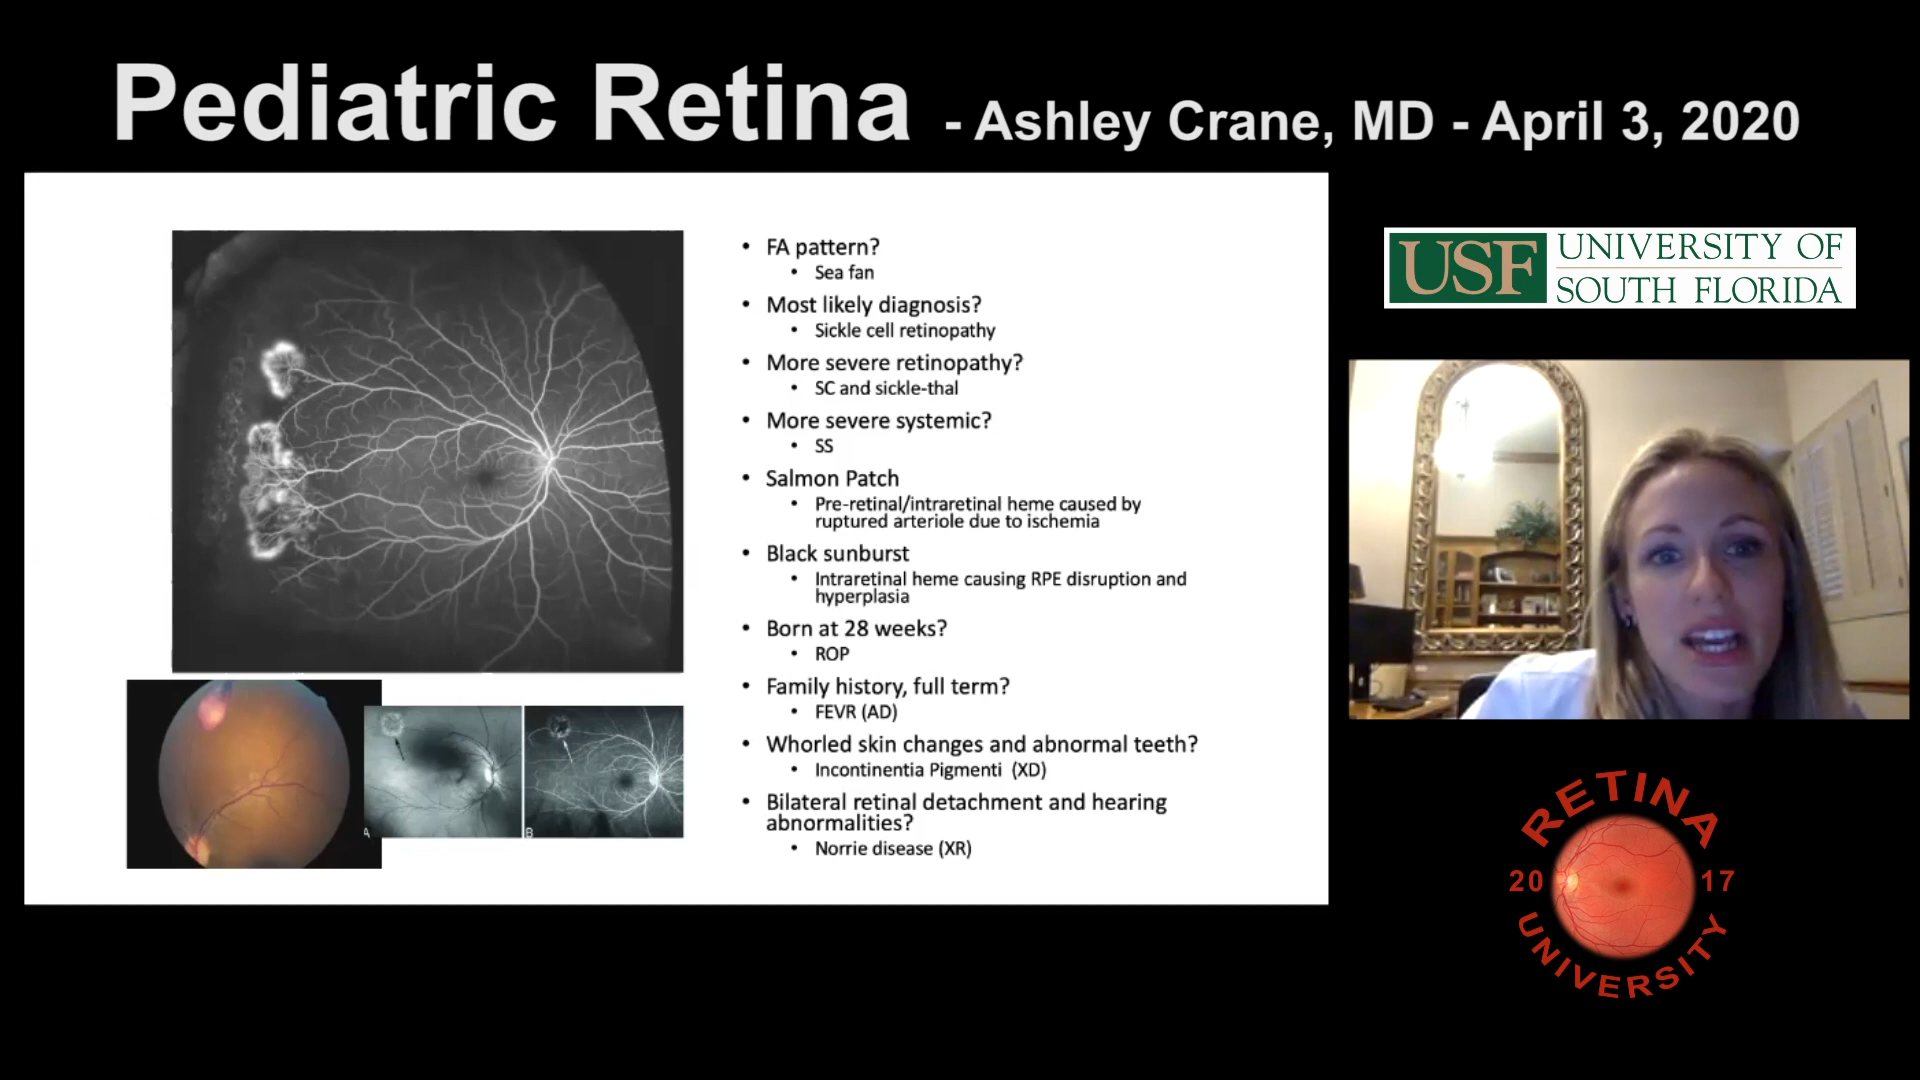 Pediatric Retina - Ashley Crane, MD - April 3, 2020
• FA pattern?
• Sea fan
• Most likely diagnosis?
• Sickle cell retinopathy
• More severe retinopathy?
• SC and sickle-thal
• More severe systemic?
• SS
• Salmon Patch
• Pre-retinal/intraretinal heme caused by
ruptured arteriole due to ischemia
• Black sunburst
• Intraretinal heme causing RPE disruption and
hyperplasia
• Born at 28 weeks?
• ROP
• Family history, full term?
• FEVR (AD)
• Whorled skin changes and abnormal teeth?
• Incontinentia Pigmenti (XD)
• Bilateral retinal detachment and hearing
abnormalities?
• Norrie disease (XR)
A
B
USF
UNIVERSITY OF
SOUTH FLORIDA
RETINA
20 17
UNIVERSITY